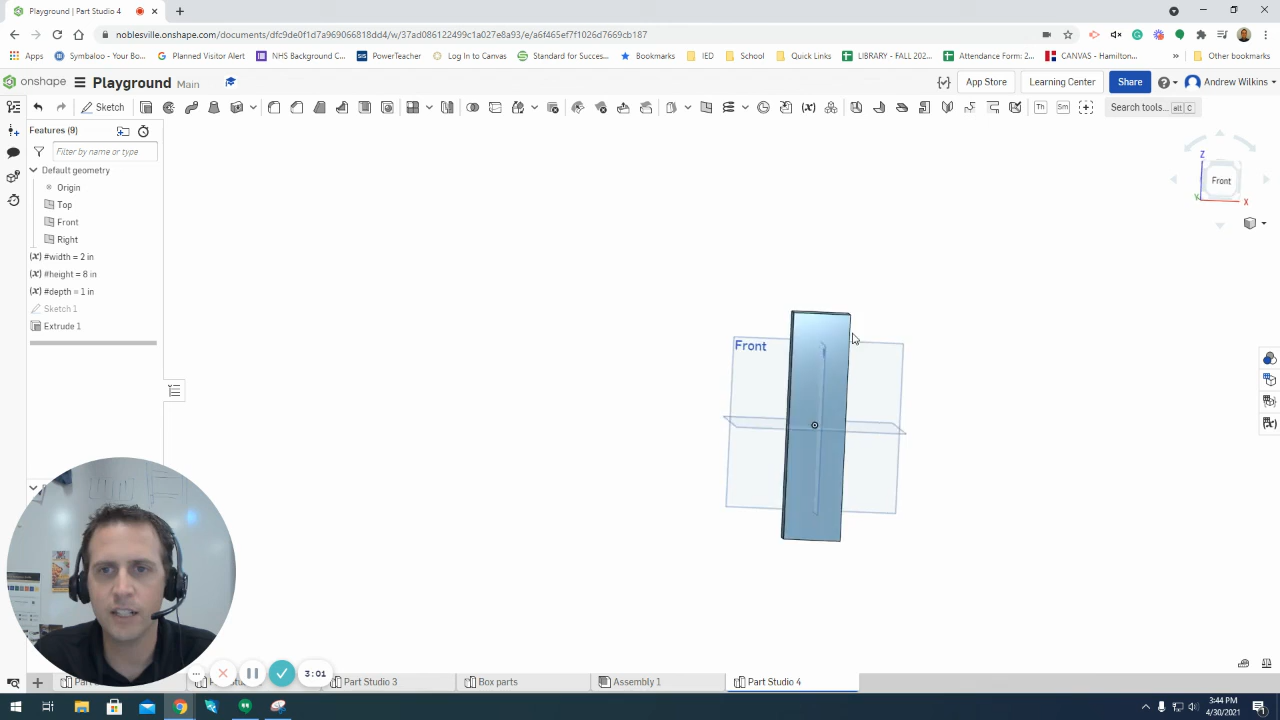 Playground | Part Studio 4
noblesville.onshape.com/documents/dfc9de0f1d7a969066818dd4/w/37ad086122499c1a027e8a93/e/a6f465ef7f1026d7669cb187
Apps
Symbaloo - Your Bo...
Planned Visitor Alert
NHS Background C...
SIS PowerTeacher
Log In to Canvas
Standard for Succes...
Bookmarks
IED
School
Quick Links
LIBRARY - FALL 202...
Attendance Form: 2...
CANVAS - Hamilton...
»
Other bookmarks
onshape
Playground Main
App Store
Learning Center
Share
Andrew Wilkins
Sketch
(x)
Th
Sm
Search tools... alt C
Features (9)
Filter by name or type
Default geometry
Origin
Top
Front
Right
(x) #width = 2 in
(x) #height = 8 in
(x) #depth = 1 in
Sketch 1
Extrude 1
Front
Z
Front
Y
X
3:01
Part Studio 3
Box parts
Assembly 1
Part Studio 4
3:44 PM
4/30/2021